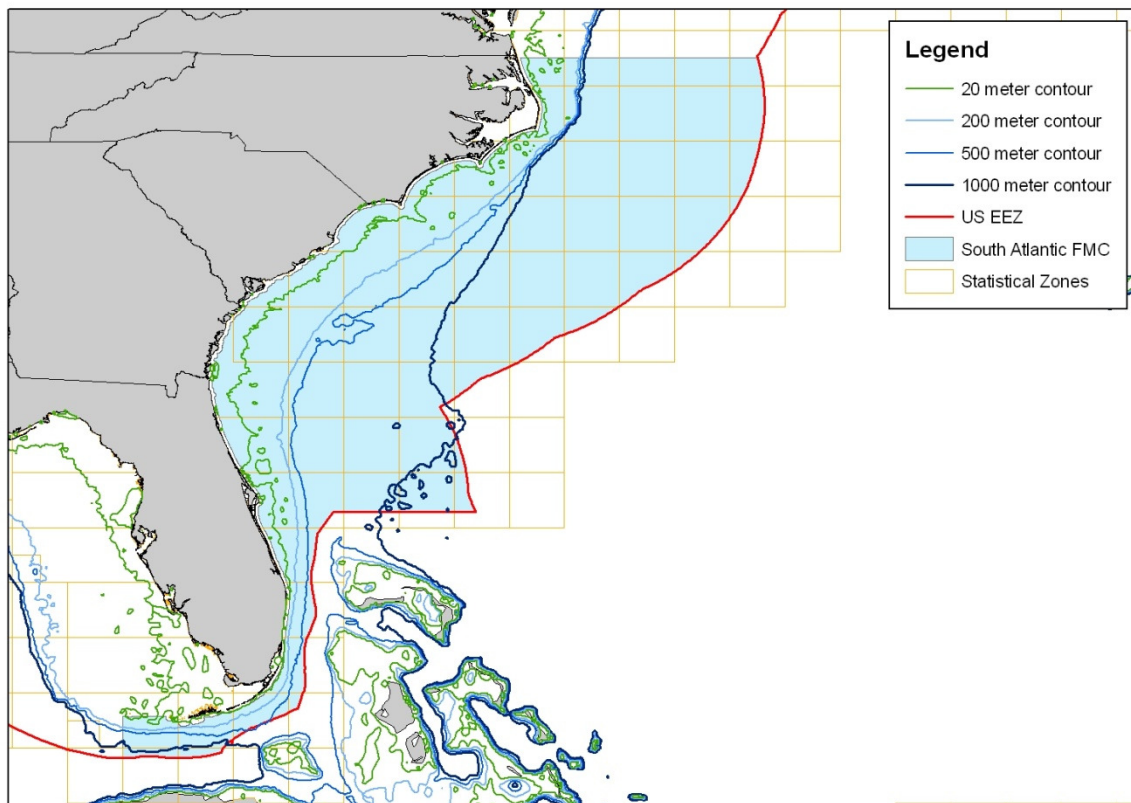 Legend
20 meter contour
200 meter contour
500 meter contour
1000 meter contour
US EEZ
South Atlantic FMC
Statistical Zones